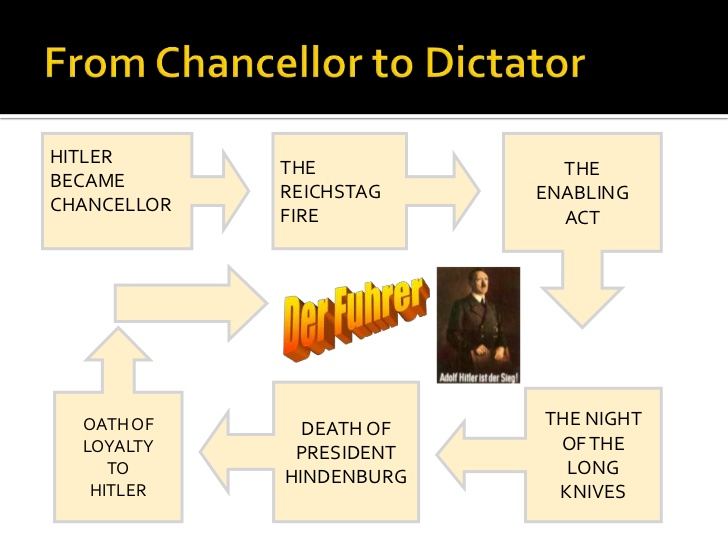 From Chancellor to Dictator
HITLER
BECAME
CHANCELLOR
THE
REICHSTAG
FIRE
THE
ENABLING
ACT
Der Fuhrer
Adolf Hitler ist der Sieg!
THE NIGHT
OF THE
LONG
KNIVES
DEATH OF
PRESIDENT
HINDENBURG
OATH OF
LOYALTY
TO
HITLER